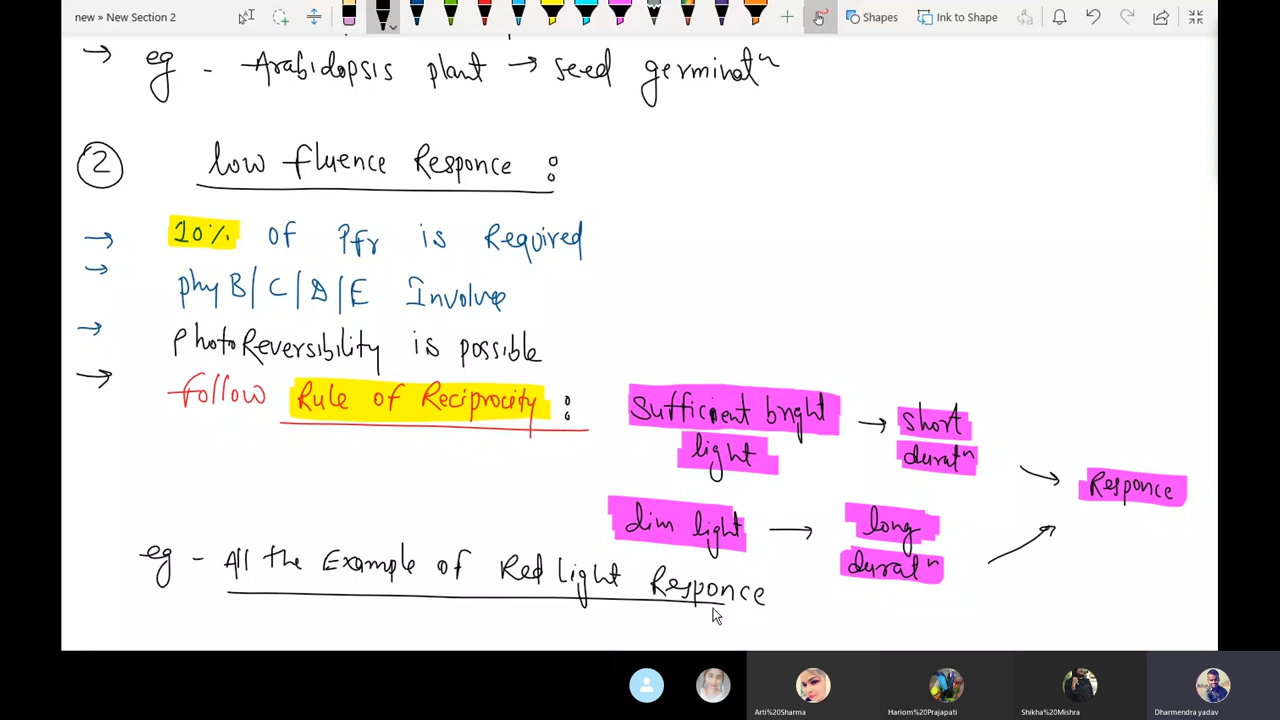 new » New Section 2
Shapes
Ink to Shape
→ eg - Arabidopsis plant → seed germinatⁿ
② low fluence Responce :
→ 10% of Pfr is Required
→ phy B/C/D/E Involve
→ PhotoReversibility is possible
→ follow Rule of Reciprocity :
Sufficient bright light → short duratⁿ
dim light → long duratⁿ
→ Responce
eg - All the Example of Red light Responce
Arti%20Sharma
Hariom%20Prajapati
Shikha%20Mishra
Dharmendra yadav